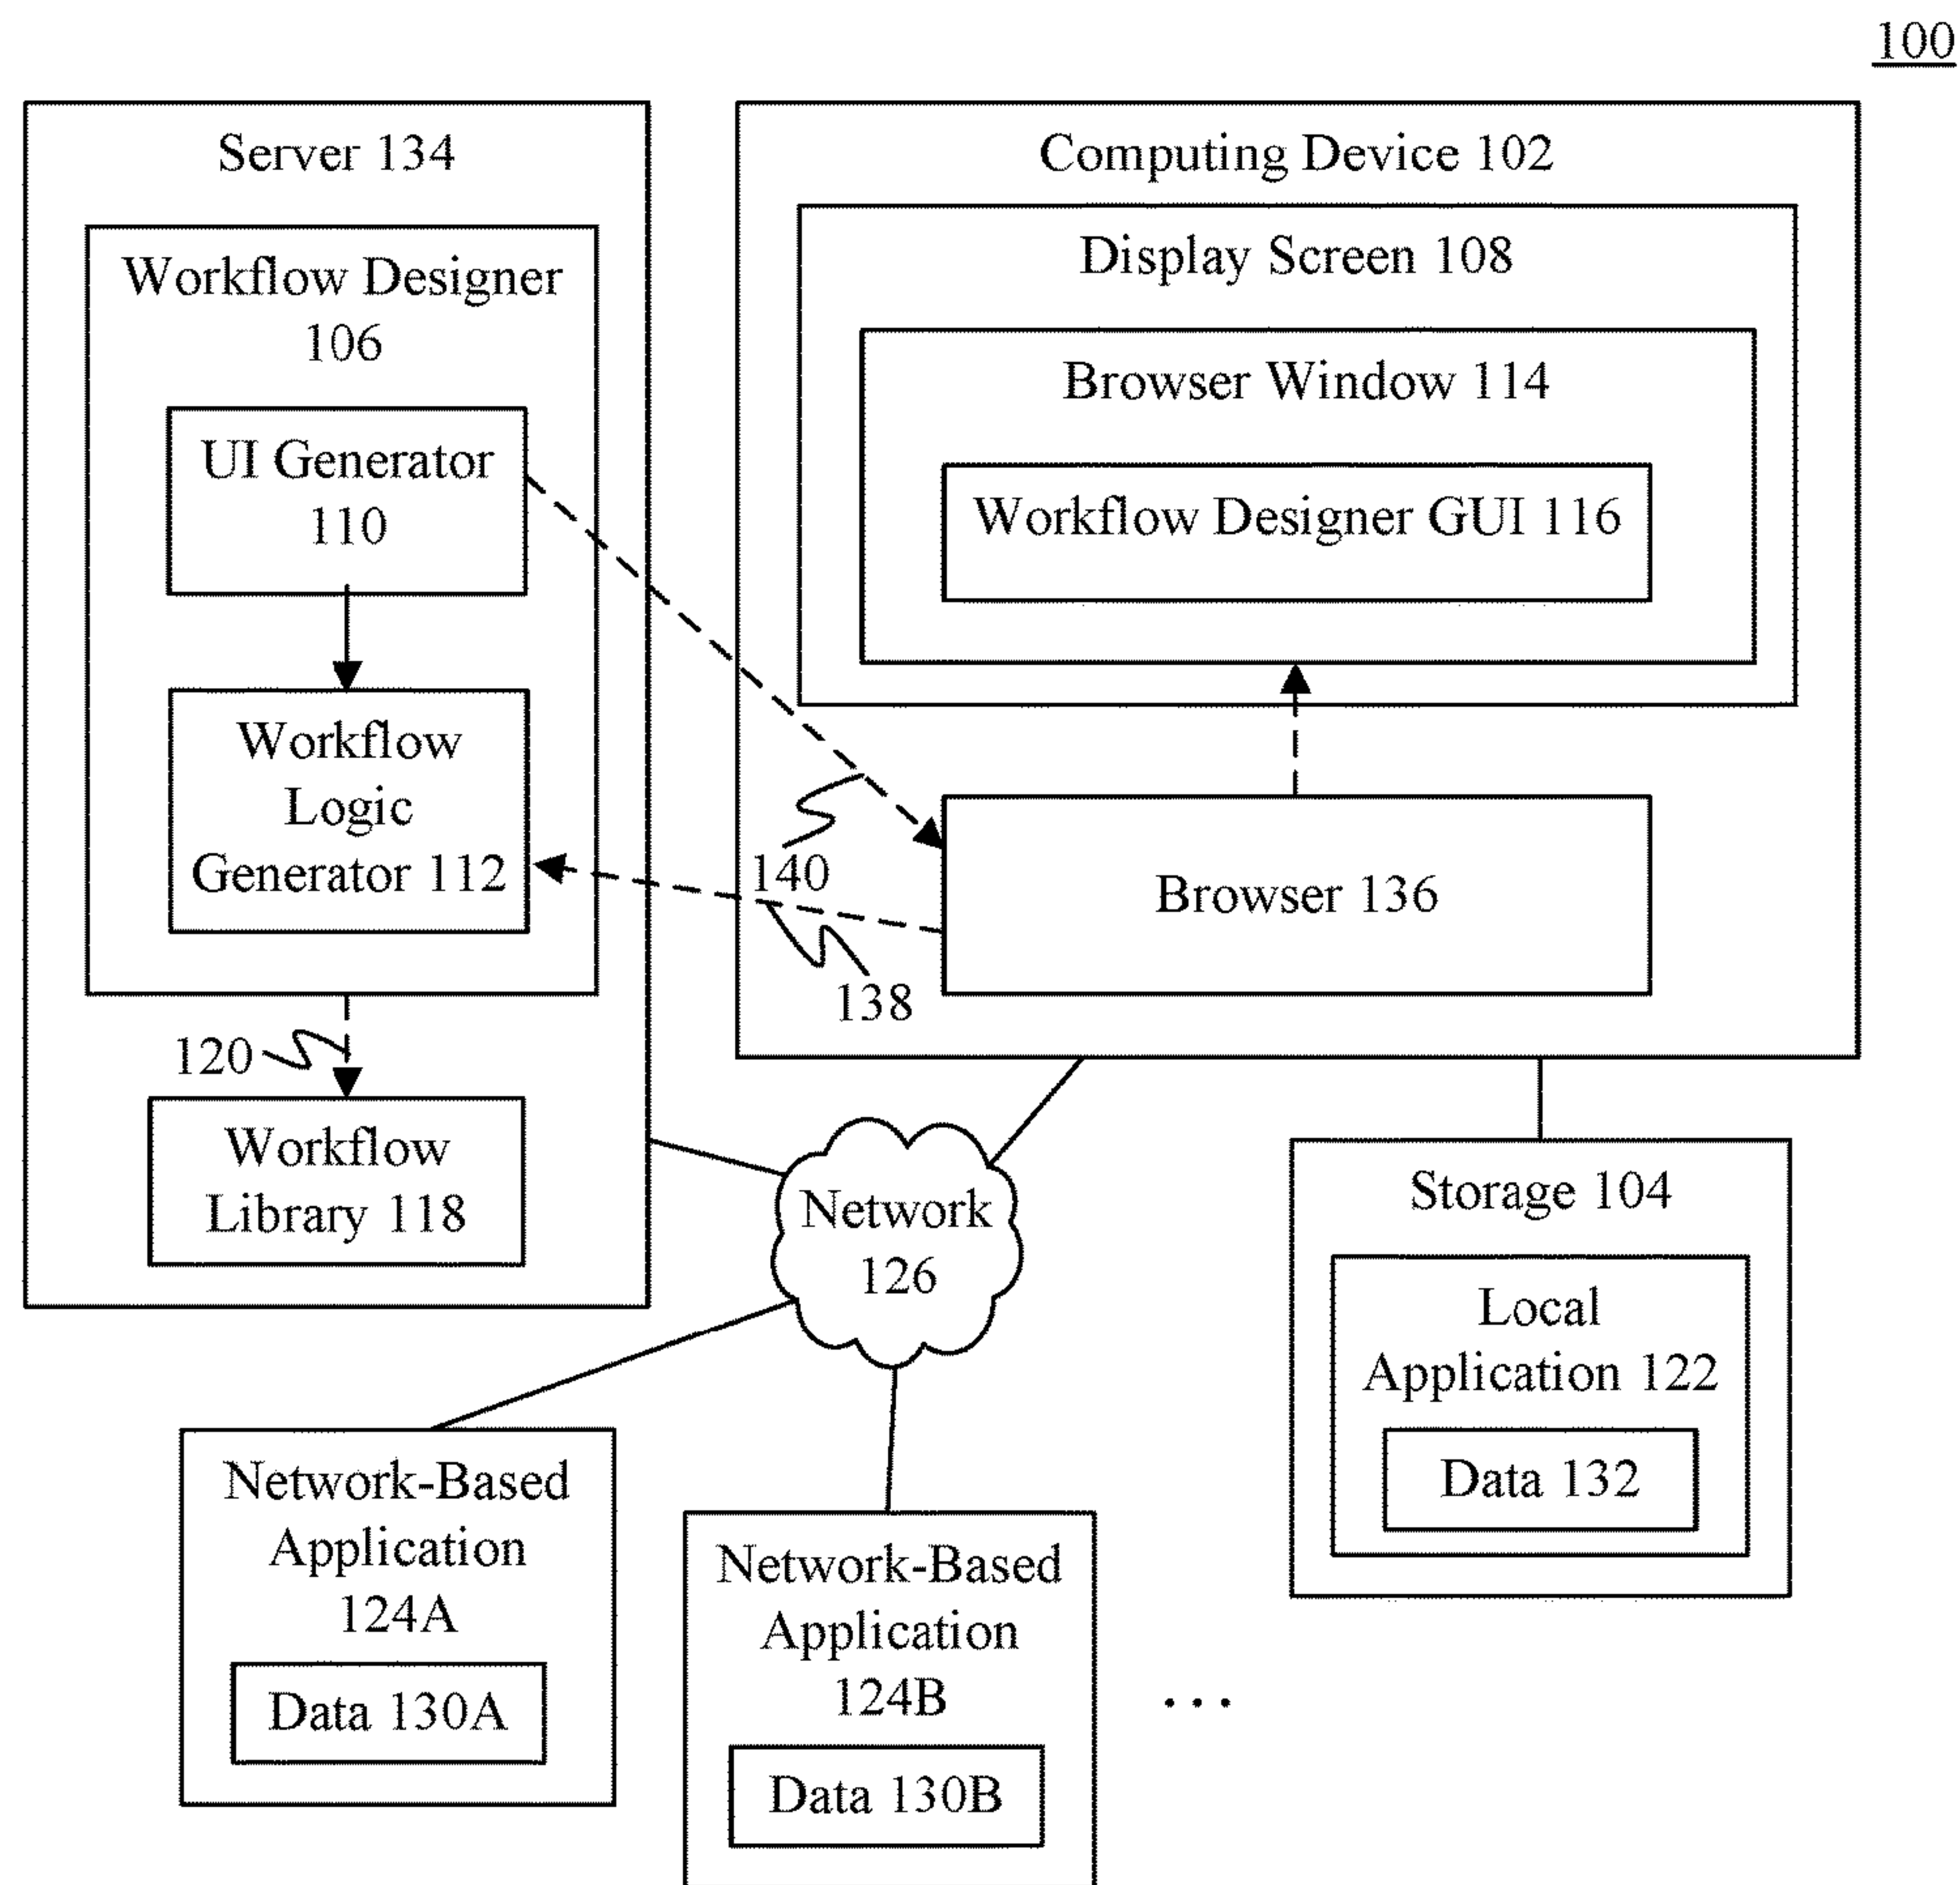 100
Server 134
Workflow Designer
106
UI Generator
110
Workflow
Logic
Generator 112
120
Workflow
Library 118
Computing Device 102
Display Screen 108
Browser Window 114
Workflow Designer GUI 116
140
Browser 136
138
Network
126
Storage 104
Local
Application 122
Data 132
Network-Based
Application
124A
Data 130A
Network-Based
Application
124B
Data 130B
...